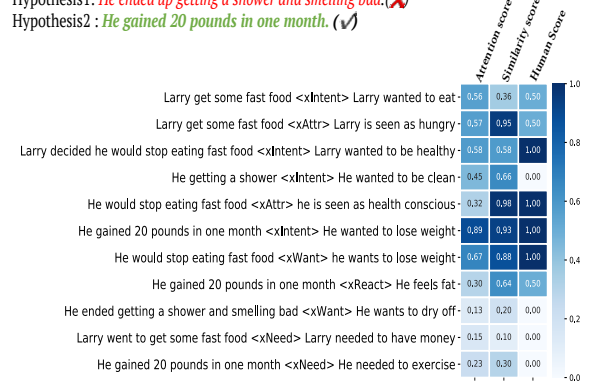 Hypothesis1: He ended up getting a shower and smelling bad.(✗)
Hypothesis2 : He gained 20 pounds in one month. (✓)
Attention score
Similarity score
Human Score
Larry get some fast food <xIntent> Larry wanted to eat 0.56 0.36 0.50
Larry get some fast food <xAttr> Larry is seen as hungry 0.57 0.95 0.50
Larry decided he would stop eating fast food <xIntent> Larry wanted to be healthy 0.58 0.58 1.00
He getting a shower <xIntent> He wanted to be clean 0.45 0.66 0.00
He would stop eating fast food <xAttr> he is seen as health conscious 0.32 0.98 1.00
He gained 20 pounds in one month <xIntent> He wanted to lose weight 0.89 0.93 1.00
He would stop eating fast food <xWant> he wants to lose weight 0.67 0.88 1.00
He gained 20 pounds in one month <xReact> He feels fat 0.30 0.64 0.50
He ended getting a shower and smelling bad <xWant> He wants to dry off 0.13 0.20 0.00
Larry went to get some fast food <xNeed> Larry needed to have money 0.15 0.10 0.00
He gained 20 pounds in one month <xNeed> He needed to exercise 0.23 0.30 0.00
1.0
0.8
0.6
0.4
0.2
0.0